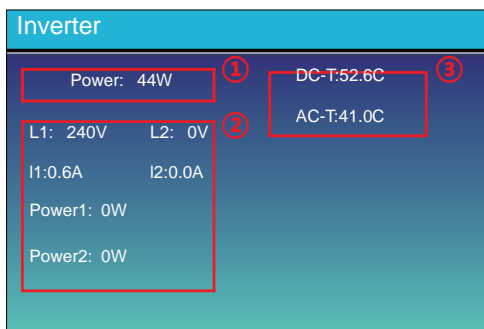 Inverter
Power: 44W
①
DC-T:52.6C
③
AC-T:41.0C
L1: 240V L2: 0V
②
I1:0.6A I2:0.0A
Power1: 0W
Power2: 0W